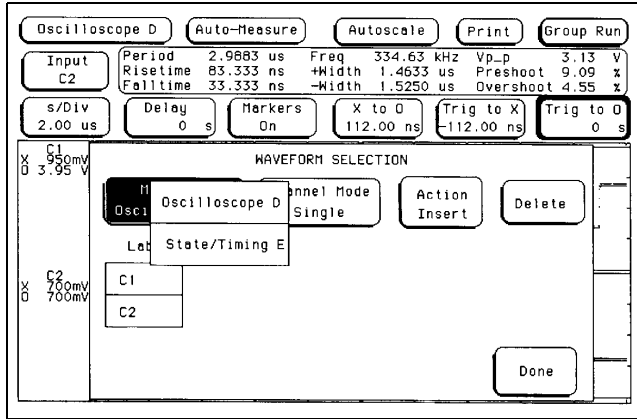 Oscilloscope D Auto-Measure Autoscale Print Group Run
Input C2
Period 2.9883 us Freq 334.63 kHz Vp_p 3.13 V
Risetime 83.333 ns +Width 1.4633 us Preshoot 9.09 %
Falltime 33.333 ns -Width 1.5250 us Overshoot 4.55 %
s/Div Delay Markers X to O Trig to X Trig to O
2.00 us 0 s On 112.00 ns -112.00 ns 0 s
C1
X 950mV
O 3.95 V
WAVEFORM SELECTION
Oscilloscope D
State/Timing E
Channel Mode
Single
Action
Insert
Delete
C1
C2
C2
X 700mV
O 700mV
Done